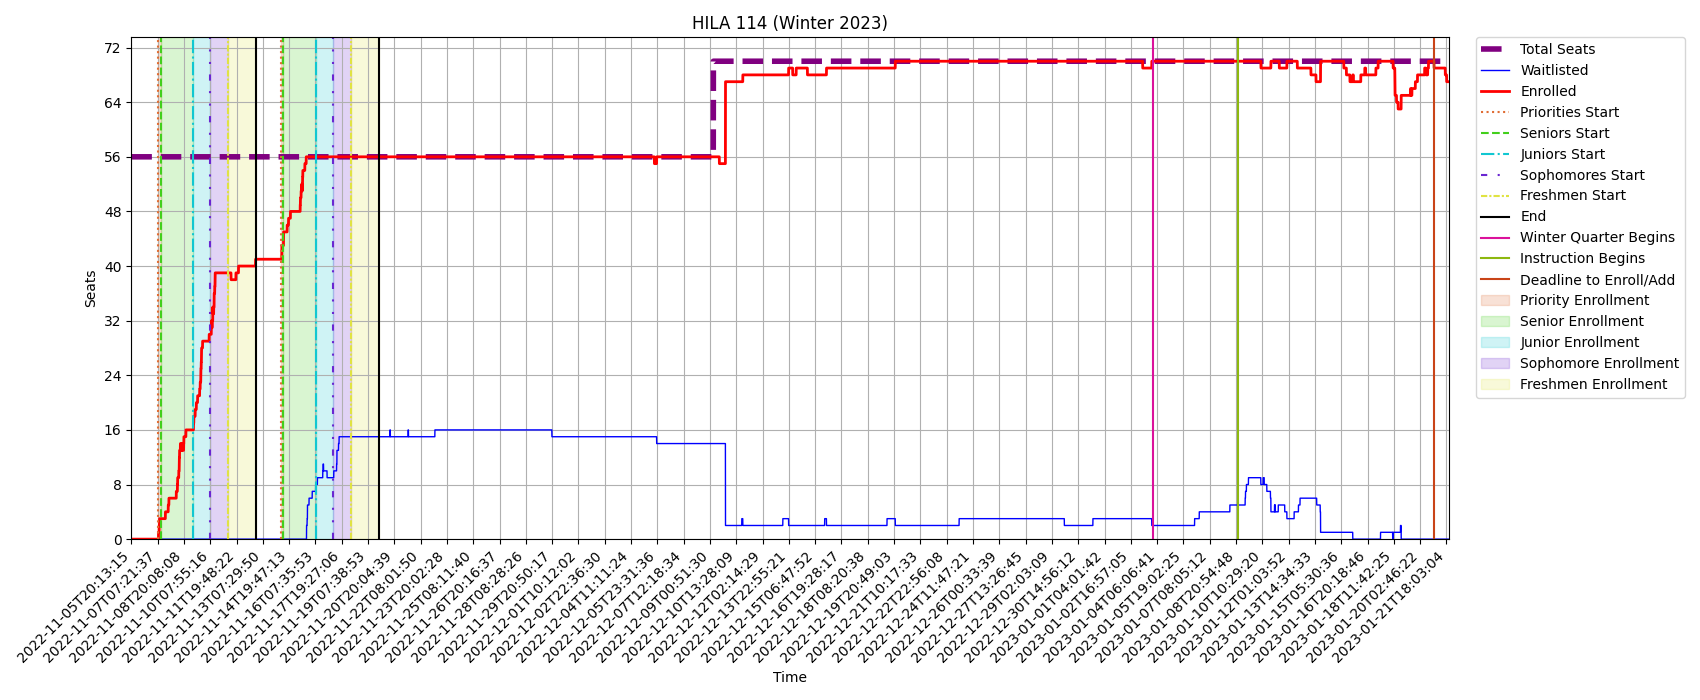 HILA 114 (Winter 2023)
Seats
72
64
56
48
40
32
24
16
8
0
2022-11-05T20:13:15
2022-11-07T07:21:37
2022-11-08T20:08:08
2022-11-10T07:55:16
2022-11-11T19:48:22
2022-11-13T07:29:50
2022-11-14T19:47:13
2022-11-16T07:35:53
2022-11-17T19:27:06
2022-11-19T07:38:53
2022-11-20T20:04:39
2022-11-22T08:01:50
2022-11-23T20:02:28
2022-11-25T08:11:40
2022-11-26T20:16:37
2022-11-28T08:28:26
2022-11-29T20:50:17
2022-12-01T10:12:02
2022-12-02T22:36:30
2022-12-04T11:11:24
2022-12-05T23:31:36
2022-12-07T12:18:34
2022-12-09T00:51:30
2022-12-10T13:28:09
2022-12-12T02:14:29
2022-12-13T22:55:21
2022-12-15T06:47:52
2022-12-16T19:28:17
2022-12-18T08:20:38
2022-12-19T20:49:03
2022-12-21T10:17:33
2022-12-22T22:56:08
2022-12-24T11:47:21
2022-12-26T00:33:39
2022-12-27T13:26:45
2022-12-29T02:03:09
2022-12-30T14:56:12
2023-01-01T04:01:42
2023-01-02T16:57:05
2023-01-04T06:06:41
2023-01-05T19:02:25
2023-01-07T08:05:12
2023-01-08T20:54:48
2023-01-10T10:29:20
2023-01-12T01:03:52
2023-01-13T14:34:33
2023-01-15T05:30:36
2023-01-16T20:18:46
2023-01-18T11:42:25
2023-01-20T02:46:22
2023-01-21T18:03:04
Time
Total Seats
Waitlisted
Enrolled
Priorities Start
Seniors Start
Juniors Start
Sophomores Start
Freshmen Start
End
Winter Quarter Begins
Instruction Begins
Deadline to Enroll/Add
Priority Enrollment
Senior Enrollment
Junior Enrollment
Sophomore Enrollment
Freshmen Enrollment